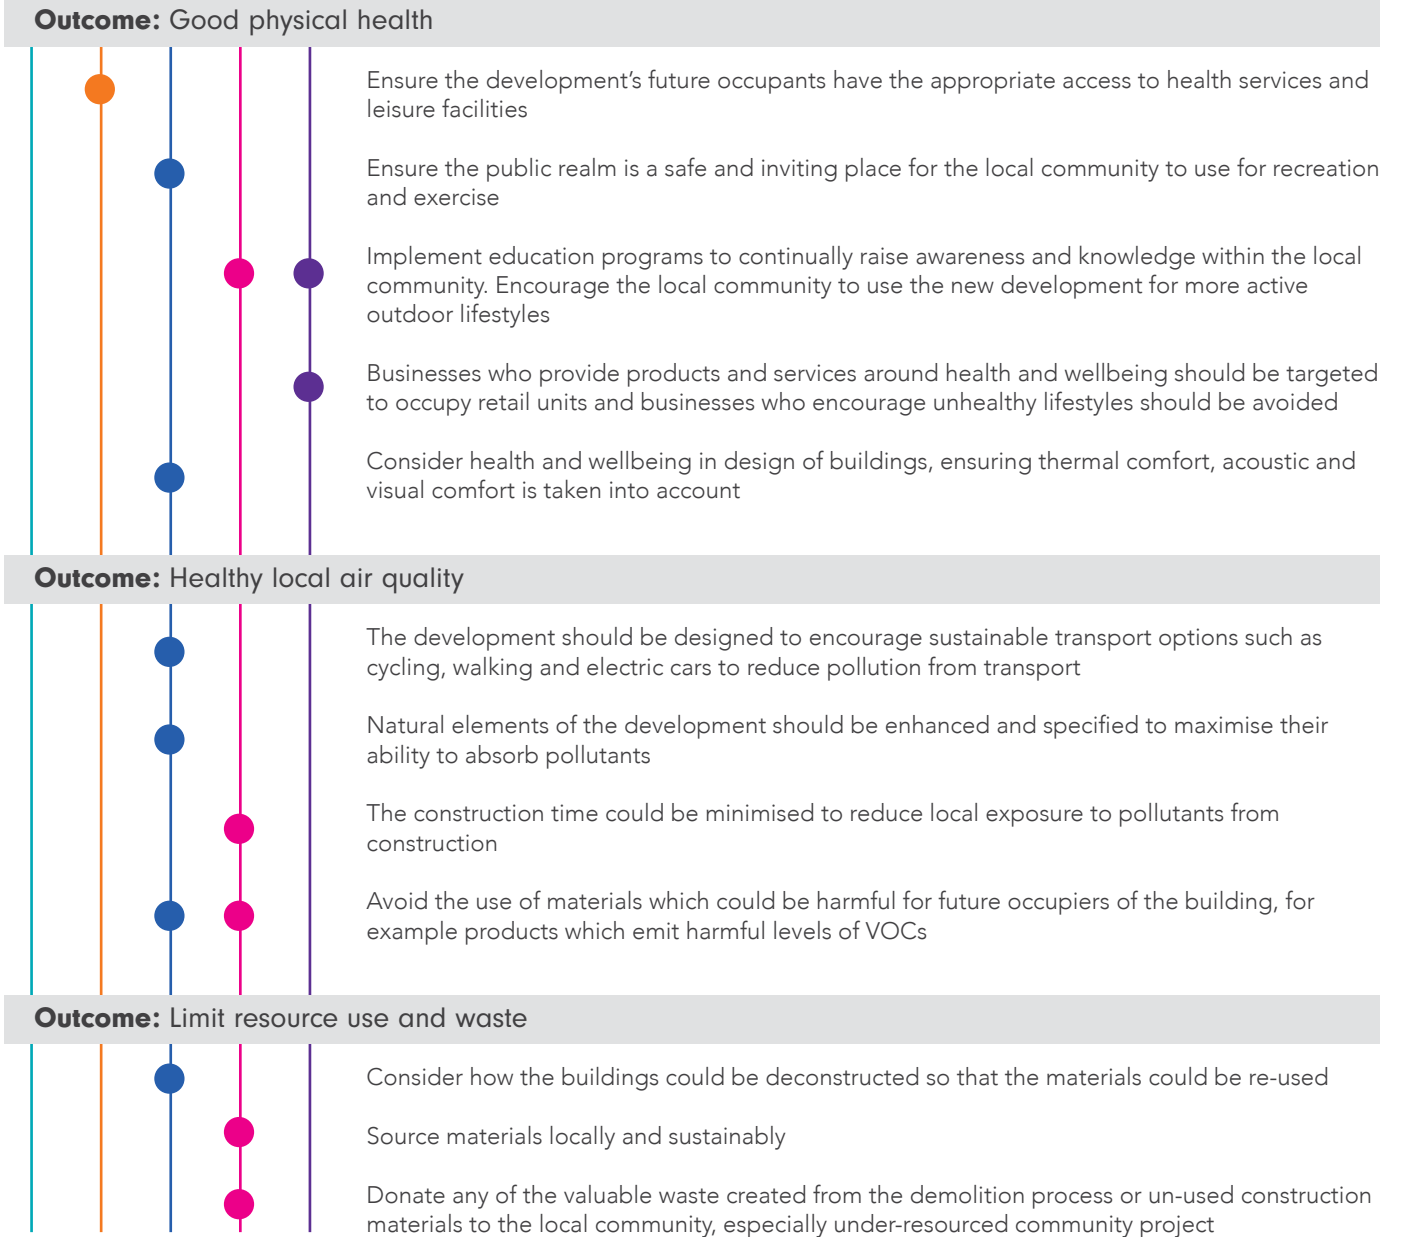 Outcome: Good physical health
Ensure the development’s future occupants have the appropriate access to health services and
leisure facilities
Ensure the public realm is a safe and inviting place for the local community to use for recreation
and exercise
Implement education programs to continually raise awareness and knowledge within the local
community. Encourage the local community to use the new development for more active
outdoor lifestyles
Businesses who provide products and services around health and wellbeing should be targeted
to occupy retail units and businesses who encourage unhealthy lifestyles should be avoided
Consider health and wellbeing in design of buildings, ensuring thermal comfort, acoustic and
visual comfort is taken into account
Outcome: Healthy local air quality
The development should be designed to encourage sustainable transport options such as
cycling, walking and electric cars to reduce pollution from transport
Natural elements of the development should be enhanced and specified to maximise their
ability to absorb pollutants
The construction time could be minimised to reduce local exposure to pollutants from
construction
Avoid the use of materials which could be harmful for future occupiers of the building, for
example products which emit harmful levels of VOCs
Outcome: Limit resource use and waste
Consider how the buildings could be deconstructed so that the materials could be re-used
Source materials locally and sustainably
Donate any of the valuable waste created from the demolition process or un-used construction
materials to the local community, especially under-resourced community project